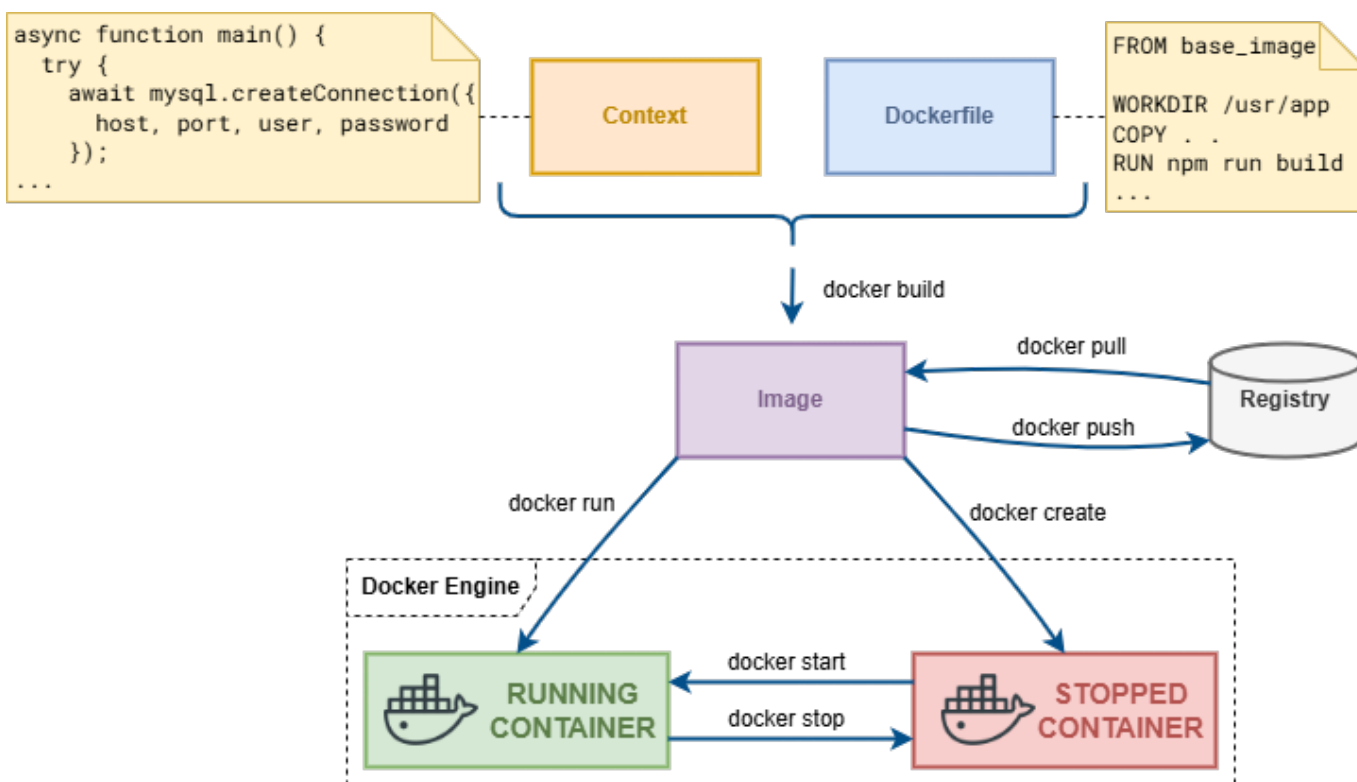 async function main() {
  try {
    await mysql.createConnection({
      host, port, user, password
    });
...
Context
Dockerfile
FROM base_image
WORKDIR /usr/app
COPY . .
RUN npm run build
...
docker build
Image
docker pull
docker push
Registry
docker run
docker create
Docker Engine
RUNNING
CONTAINER
docker start
docker stop
STOPPED
CONTAINER